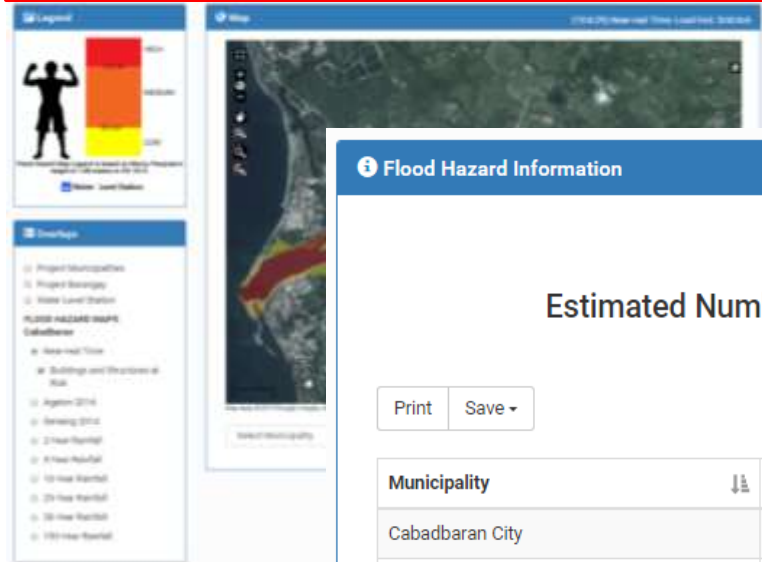 Legend
Map
HIGH
MEDIUM
LOW
Overlays
Project Municipalities
Project Barangay
Water Level Station
FLOOD HAZARD MAPS
Cabadbaran
Near-real Time
Buildings and Structures at
Risk
Agaton 2014
Seniang 2014
2-Year Rainfall
5-Year Rainfall
10-Year Rainfall
25-Year Rainfall
50-Year Rainfall
100-Year Rainfall
Select Municipality
Flood Hazard Information
Estimated Num
Print
Save
Municipality
Cabadbaran City